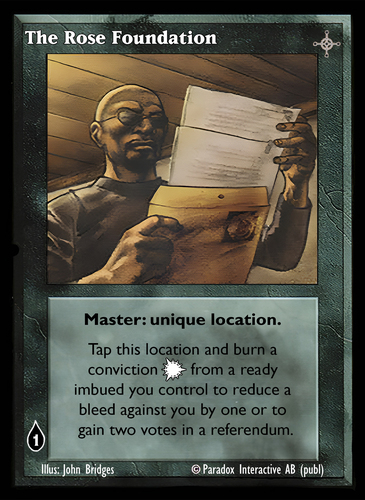 The Rose Foundation
Master: unique location.
Tap this location and burn a
conviction from a ready
imbued you control to reduce a
bleed against you by one or to
gain two votes in a referendum.
1
Illus: John Bridges © Paradox Interactive AB (publ)